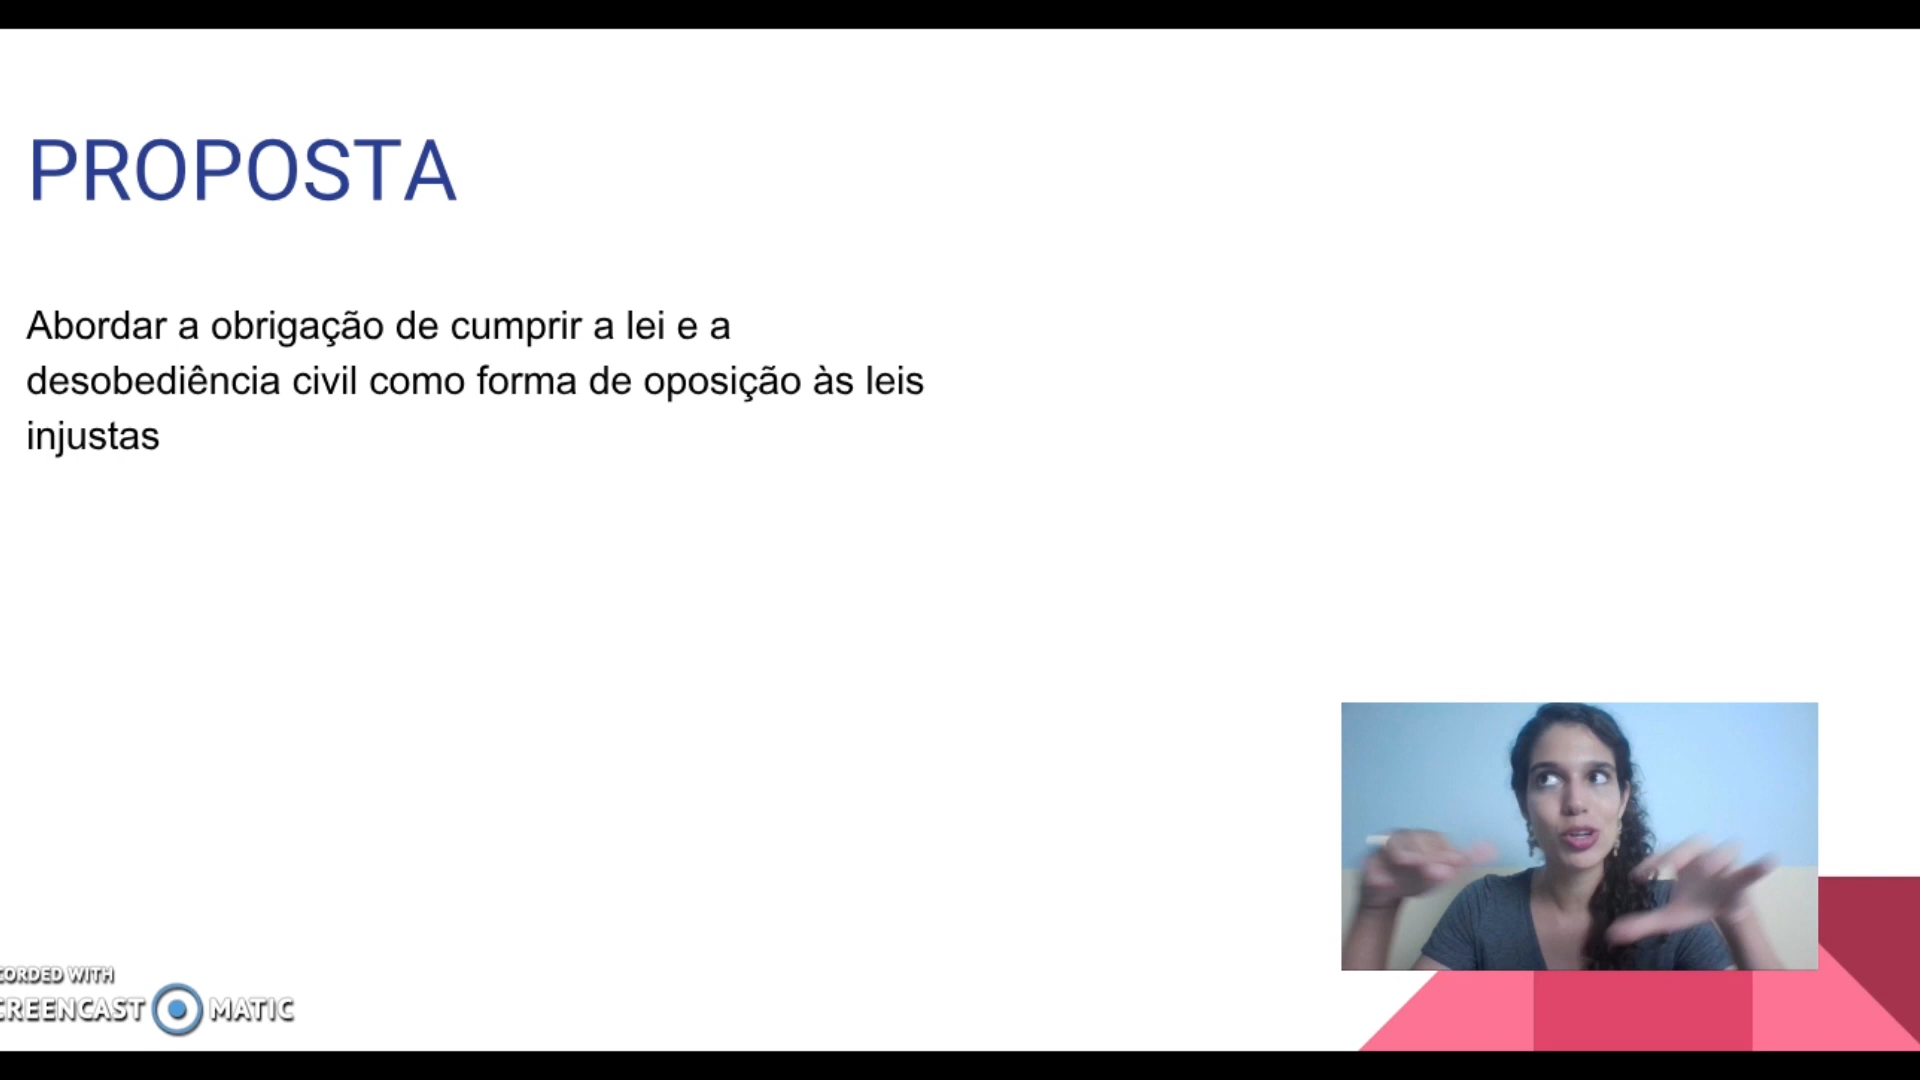 PROPOSTA
Abordar a obrigação de cumprir a lei e a
desobediência civil como forma de oposição às leis
injustas
CORDED WITH
CREENCAST MATIC